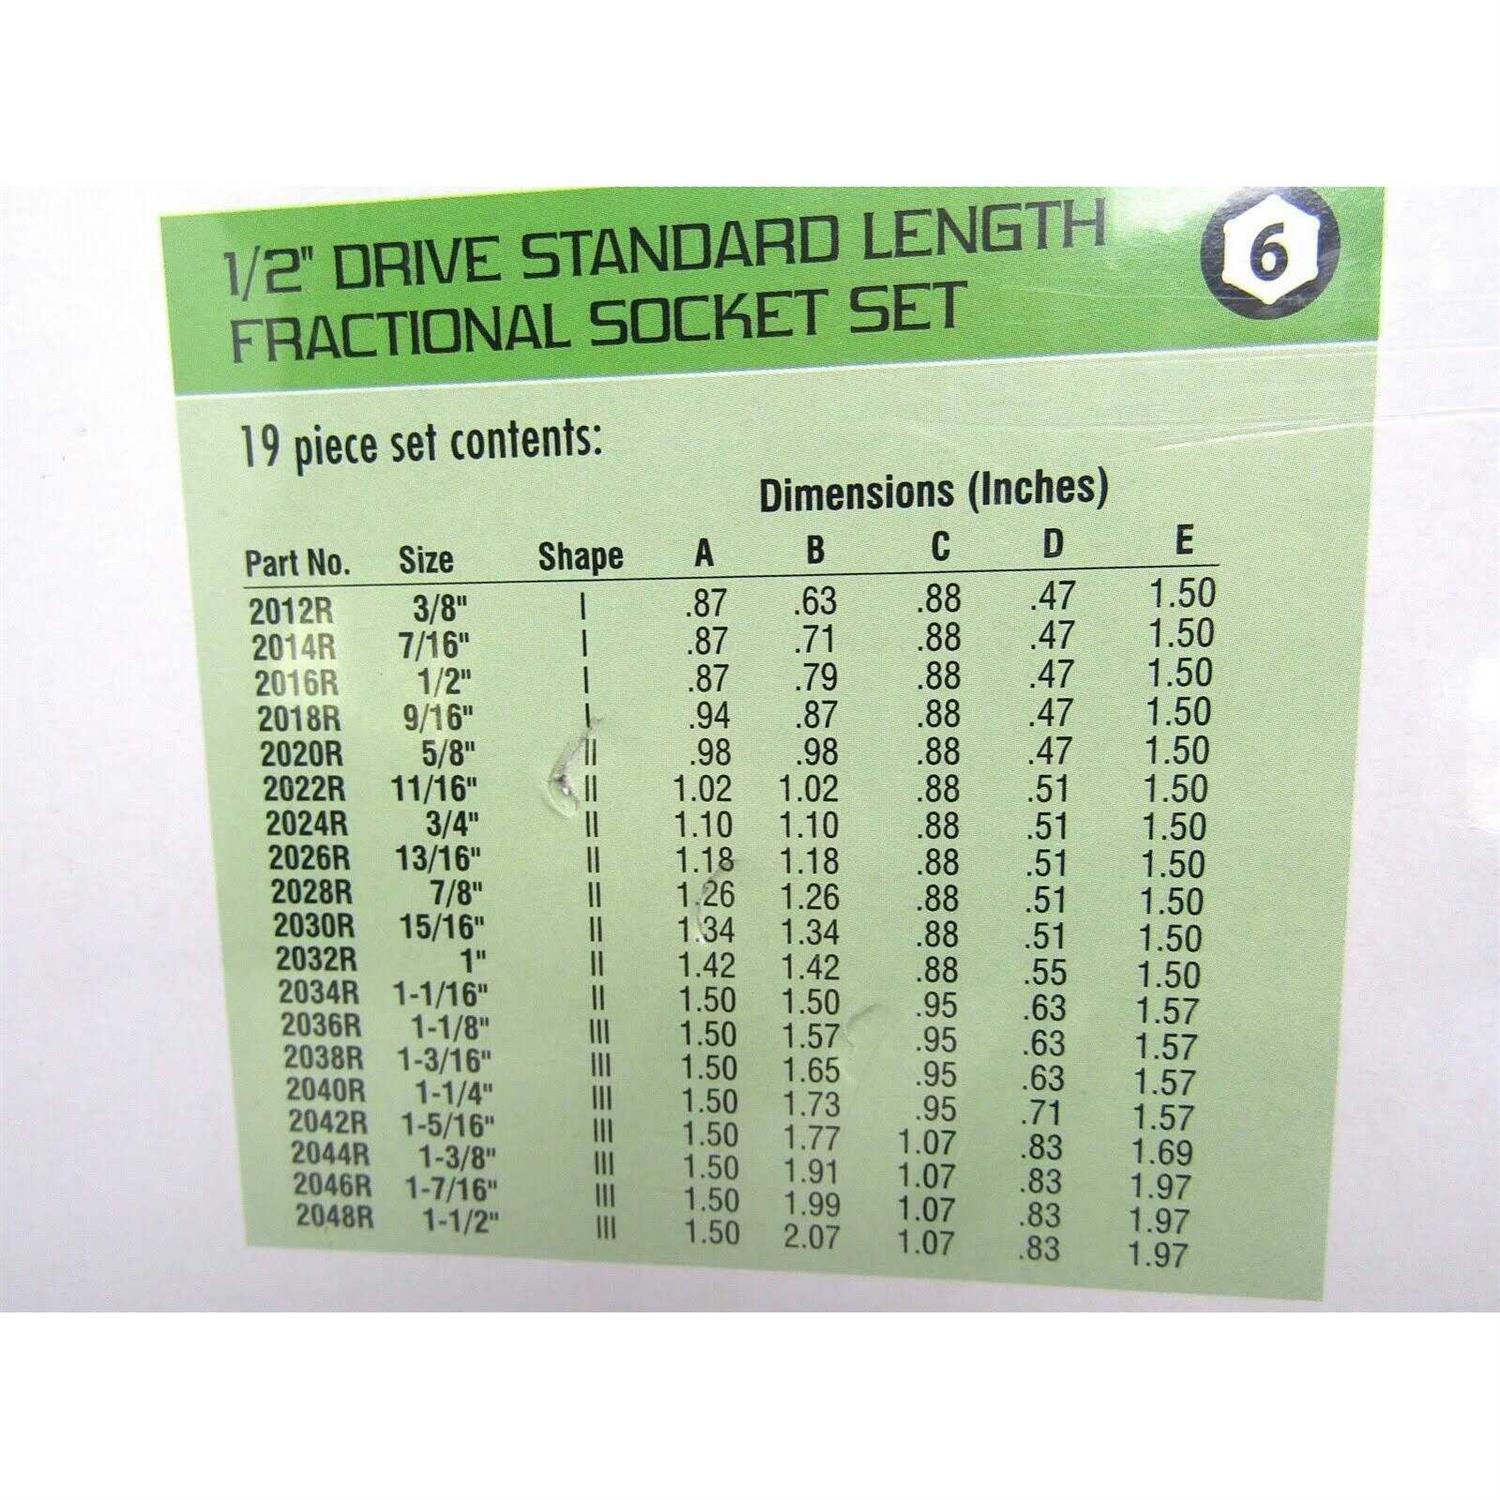 1/2" DRIVE STANDARD LENGTH
FRACTIONAL SOCKET SET
6
19 piece set contents:
Dimensions (Inches)
Part No. Size Shape A B C D E
2012R 3/8" I .87 .63 .88 .47 1.50
2014R 7/16" I .87 .71 .88 .47 1.50
2016R 1/2" I .87 .79 .88 .47 1.50
2018R 9/16" I .94 .87 .88 .47 1.50
2020R 5/8" II .98 .98 .88 .47 1.50
2022R 11/16" II 1.02 1.02 .88 .51 1.50
2024R 3/4" II 1.10 1.10 .88 .51 1.50
2026R 13/16" II 1.18 1.18 .88 .51 1.50
2028R 7/8" II 1.26 1.26 .88 .51 1.50
2030R 15/16" II 1.34 1.34 .88 .51 1.50
2032R 1" II 1.42 1.42 .88 .55 1.50
2034R 1-1/16" II 1.50 1.50 .95 .63 1.57
2036R 1-1/8" III 1.50 1.57 .95 .63 1.57
2038R 1-3/16" III 1.50 1.65 .95 .63 1.57
2040R 1-1/4" III 1.50 1.73 .95 .71 1.57
2042R 1-5/16" III 1.50 1.77 1.07 .83 1.69
2044R 1-3/8" III 1.50 1.91 1.07 .83 1.97
2046R 1-7/16" III 1.50 1.99 1.07 .83 1.97
2048R 1-1/2" III 1.50 2.07 1.07 .83 1.97